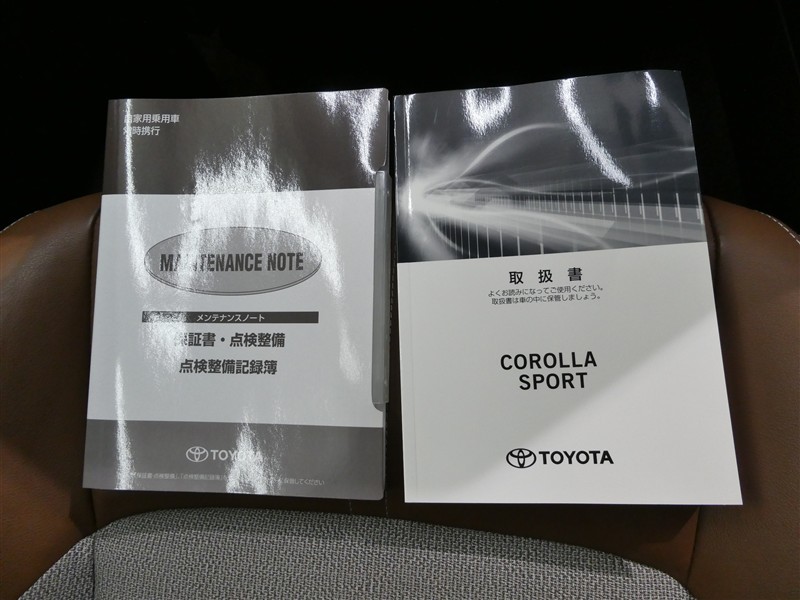 家用乗用車
時携行
MAINTENANCE NOTE
メンテナンスノート
証書・点検整備
点検整備記録簿
TOYOTA
取扱書
よくお読みになってご使用ください。
取扱書は車の中に保管しましょう。
COROLLA
SPORT
TOYOTA